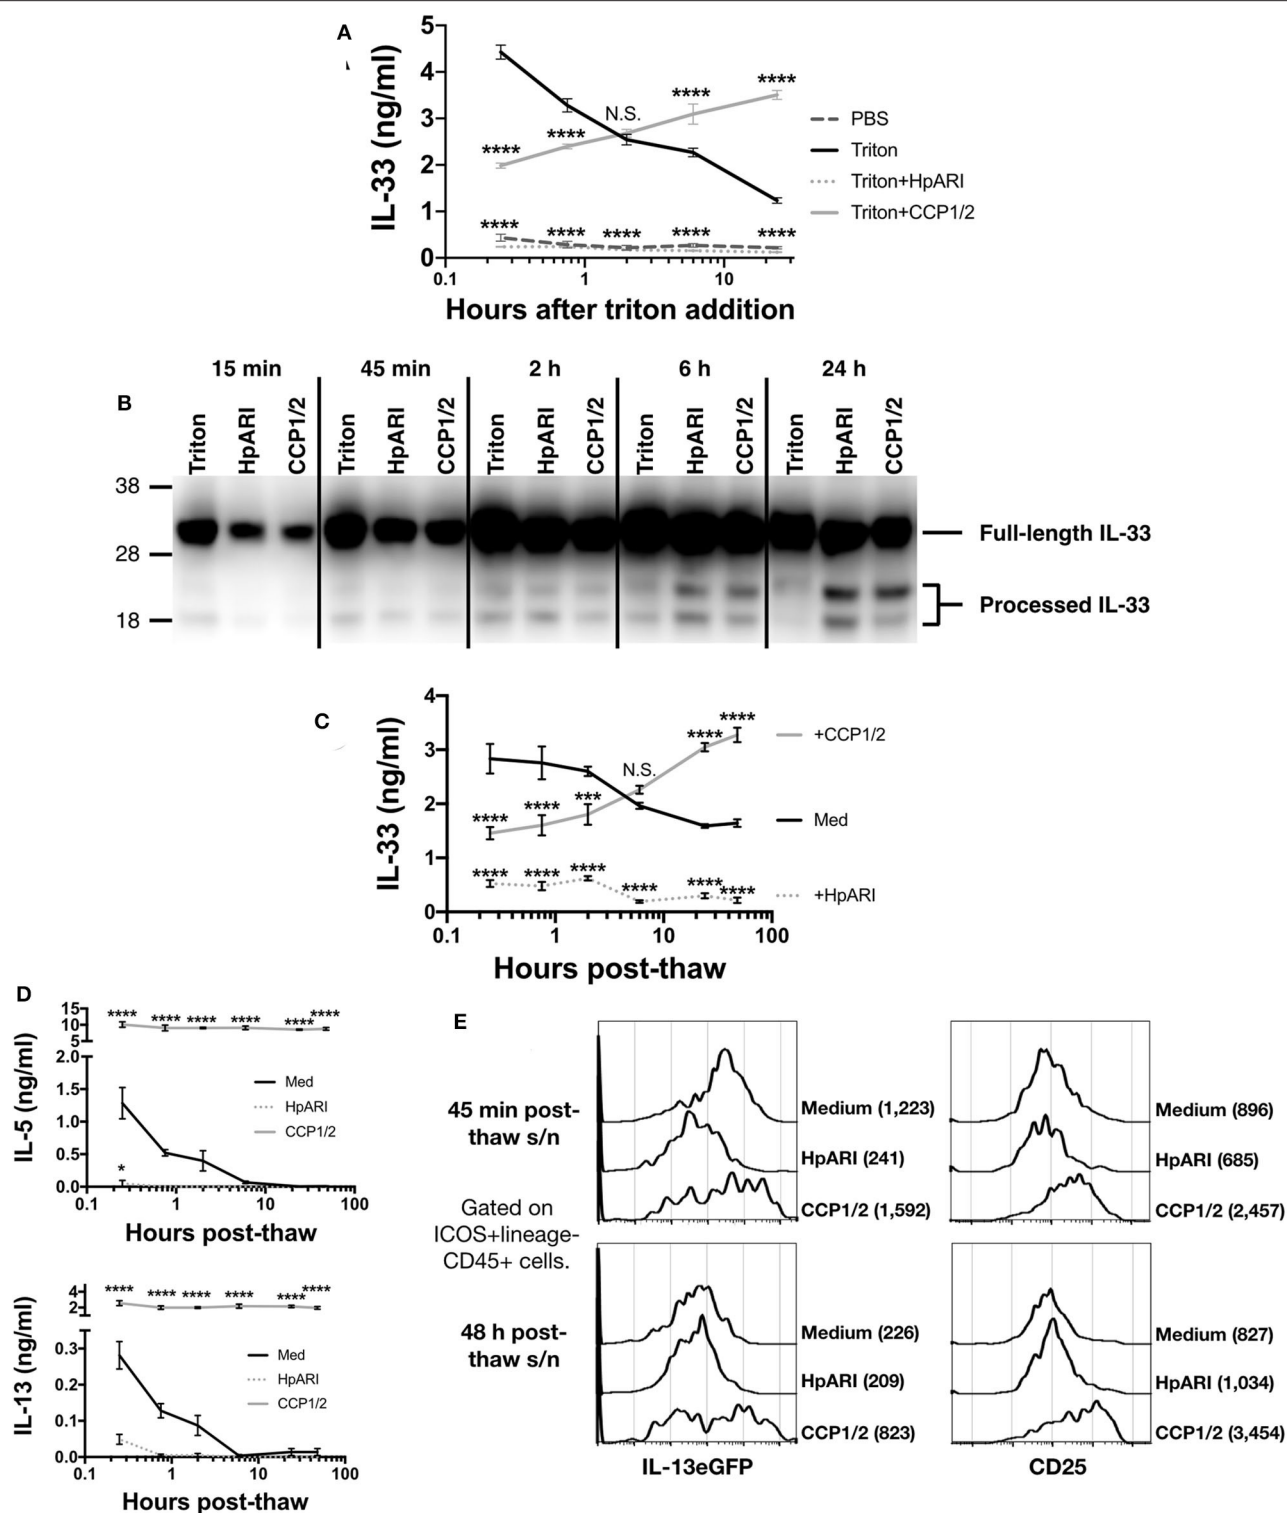 A
IL-33 (ng/ml)
5
4
3
2
1
0
0.1
1
10
Hours after triton addition
****
****
N.S.
****
****
****
****
****
****
****
PBS
Triton
Triton+HpARI
Triton+CCP1/2
B
15 min
45 min
2 h
6 h
24 h
Triton
HpARI
CCP1/2
Triton
HpARI
CCP1/2
Triton
HpARI
CCP1/2
Triton
HpARI
CCP1/2
Triton
HpARI
CCP1/2
38
28
18
Full-length IL-33
Processed IL-33
C
IL-33 (ng/ml)
4
3
2
1
0
0.1
1
10
100
Hours post-thaw
****
****
***
N.S.
****
****
****
****
****
****
****
****
+CCP1/2
Med
+HpARI
D
IL-5 (ng/ml)
15
10
5
2.0
1.5
1.0
0.5
0.0
0.1
1
10
100
Hours post-thaw
****
****
****
****
****
****
*
Med
HpARI
CCP1/2
IL-13 (ng/ml)
4
2
0.3
0.2
0.1
0.0
0.1
1
10
100
Hours post-thaw
****
****
****
****
****
****
Med
HpARI
CCP1/2
E
45 min post-
thaw s/n
Gated on
ICOS+lineage-
CD45+ cells.
48 h post-
thaw s/n
Medium (1,223)
HpARI (241)
CCP1/2 (1,592)
Medium (896)
HpARI (685)
CCP1/2 (2,457)
Medium (226)
HpARI (209)
CCP1/2 (823)
Medium (827)
HpARI (1,034)
CCP1/2 (3,454)
IL-13eGFP
CD25